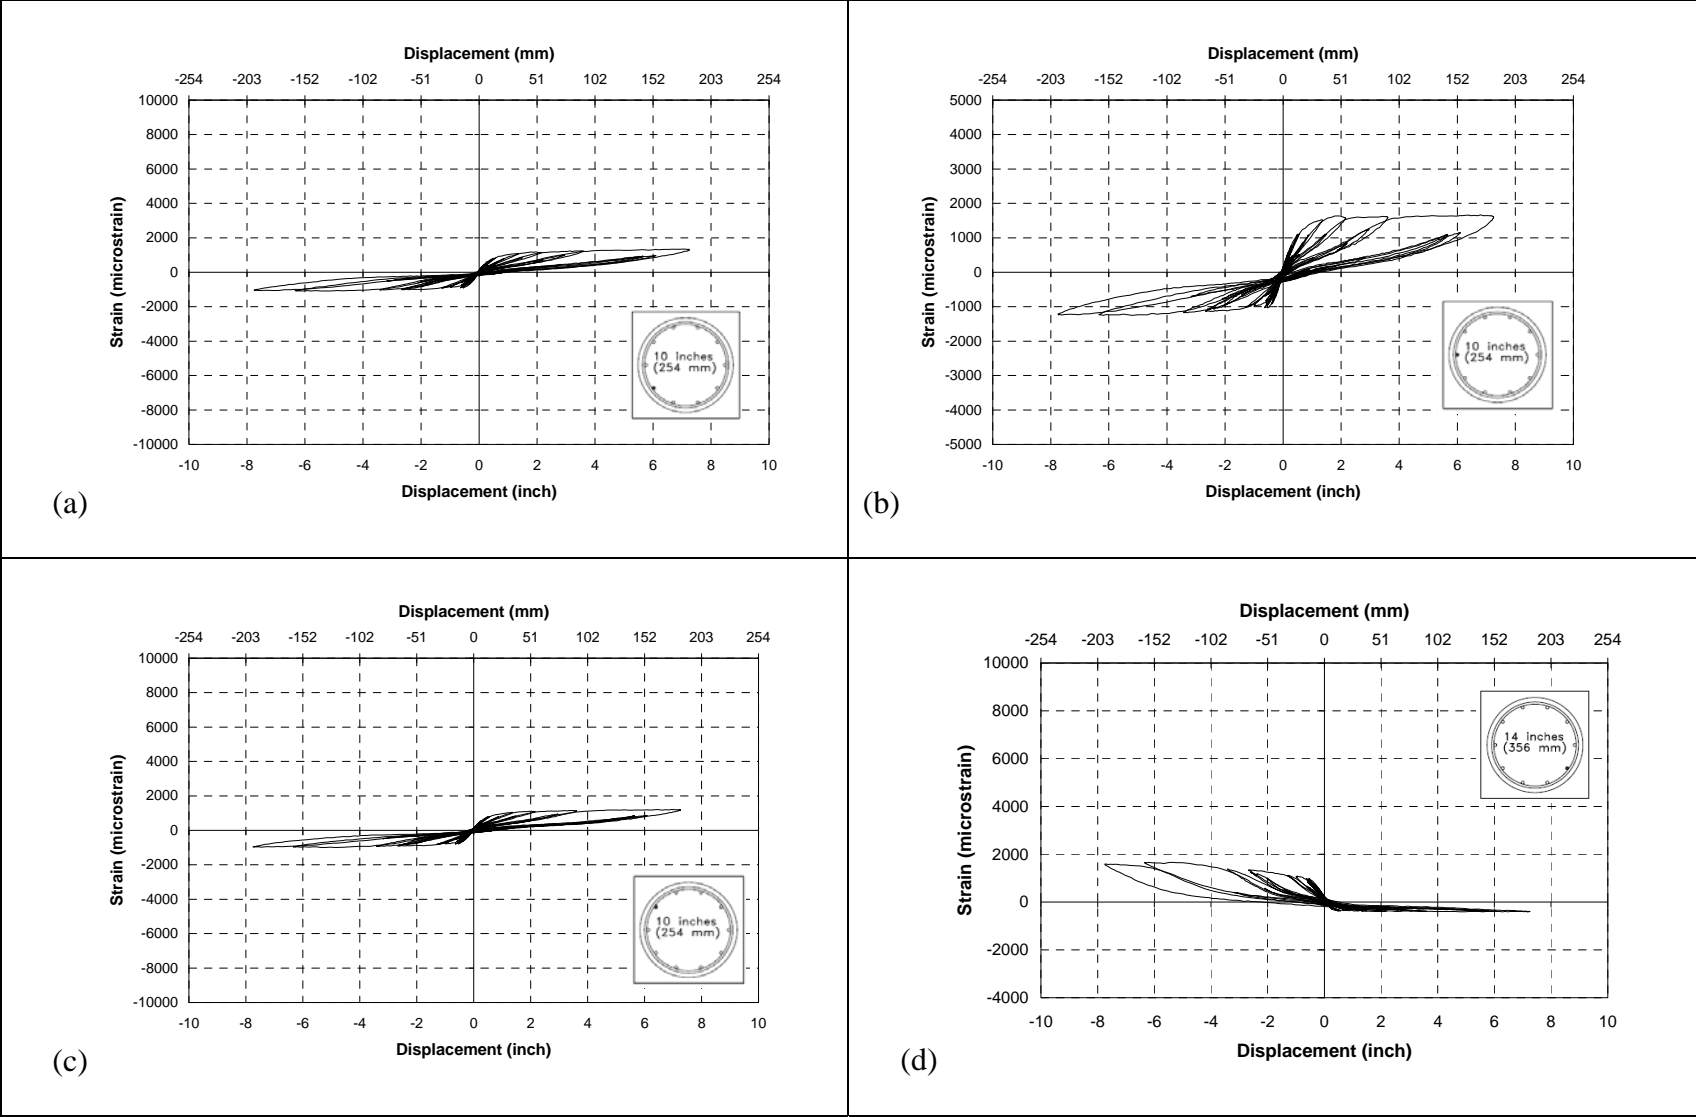 Displacement (mm)
-254 -203 -152 -102 -51 0 51 102 152 203 254
10000
8000
6000
4000
2000
0
-2000
-4000
-6000
-8000
-10000
Strain (microstrain)
10 inches
(254 mm)
-10 -8 -6 -4 -2 0 2 4 6 8 10
Displacement (inch)
(a)
Displacement (mm)
-254 -203 -152 -102 -51 0 51 102 152 203 254
5000
4000
3000
2000
1000
0
-1000
-2000
-3000
-4000
-5000
Strain (microstrain)
10 inches
(254 mm)
-10 -8 -6 -4 -2 0 2 4 6 8 10
Displacement (inch)
(b)
Displacement (mm)
-254 -203 -152 -102 -51 0 51 102 152 203 254
10000
8000
6000
4000
2000
0
-2000
-4000
-6000
-8000
-10000
Strain (microstrain)
10 inches
(254 mm)
-10 -8 -6 -4 -2 0 2 4 6 8 10
Displacement (inch)
(c)
Displacement (mm)
-254 -203 -152 -102 -51 0 51 102 152 203 254
10000
8000
6000
4000
2000
0
-2000
-4000
Strain (microstrain)
14 inches
(356 mm)
-10 -8 -6 -4 -2 0 2 4 6 8 10
Displacement (inch)
(d)